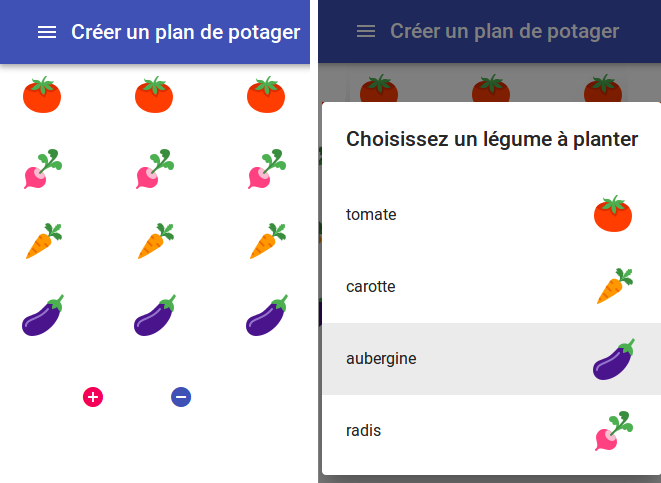 Créer un plan de potager
Créer un plan de potager
Choisissez un légume à planter
tomate
carotte
aubergine
radis